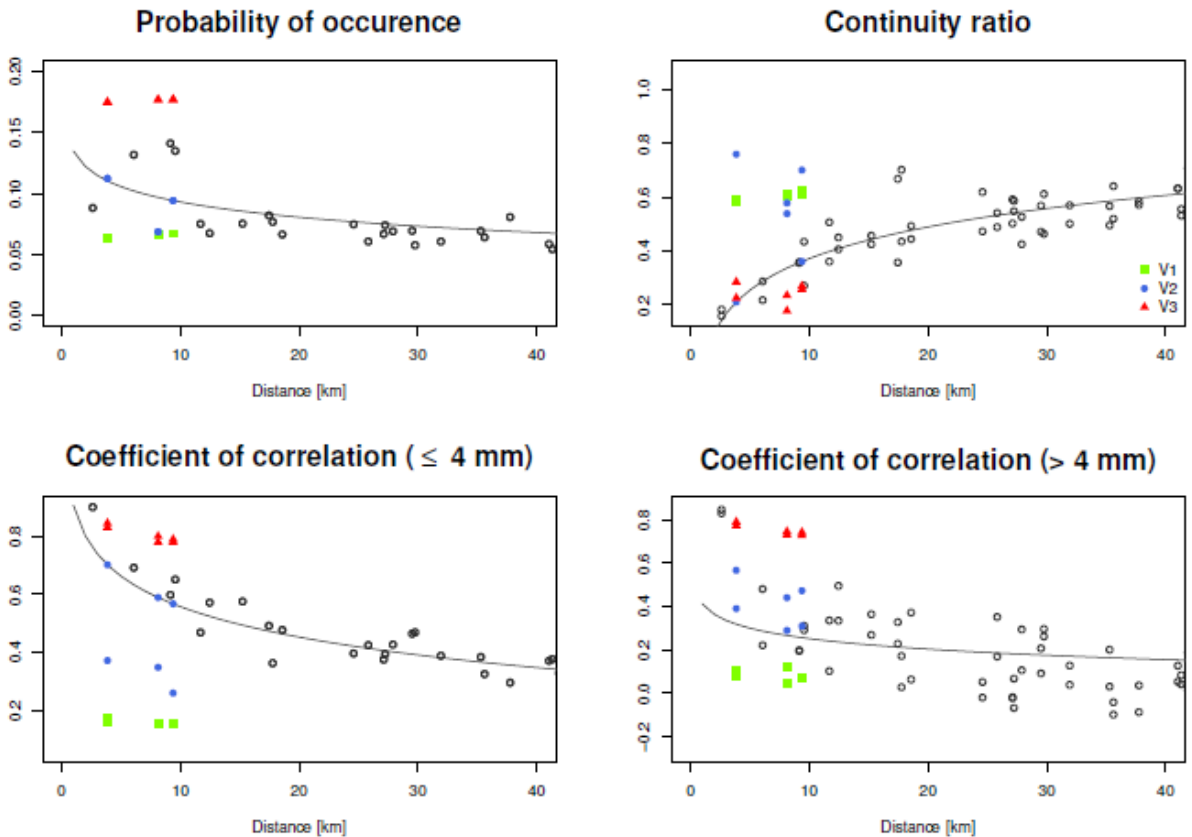 Probability of occurence
0.20
0.15
0.10
0.05
0.00
0 10 20 30 40
Distance [km]
Continuity ratio
1.0
0.8
0.6
0.4
0.2
V1
V2
V3
0 10 20 30 40
Distance [km]
Coefficient of correlation ( ≤ 4 mm)
0.8
0.6
0.4
0.2
0 10 20 30 40
Distance [km]
Coefficient of correlation (> 4 mm)
0.8
0.6
0.4
0.2
0.0
−0.2
0 10 20 30 40
Distance [km]